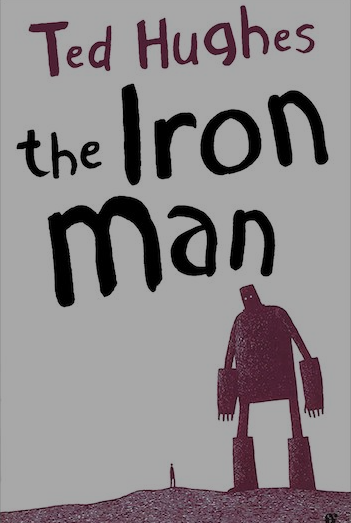 Ted Hughes
the Iron
man